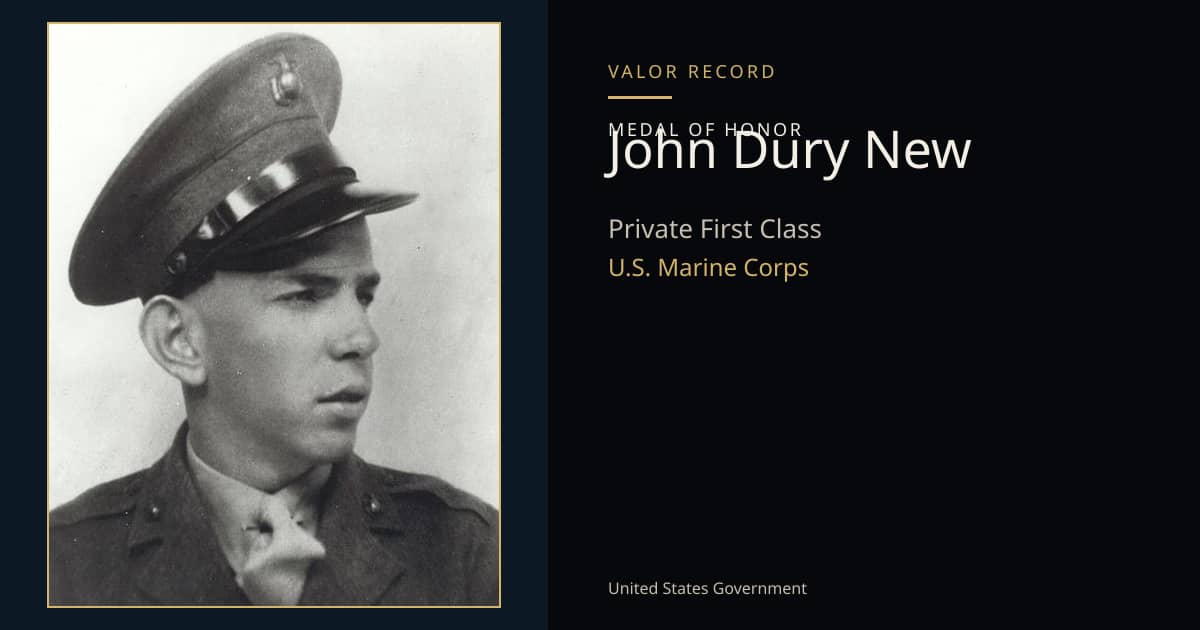 VALOR RECORD
MEDAL OF HONOR
John Dury New
Private First Class
U.S. Marine Corps
United States Government